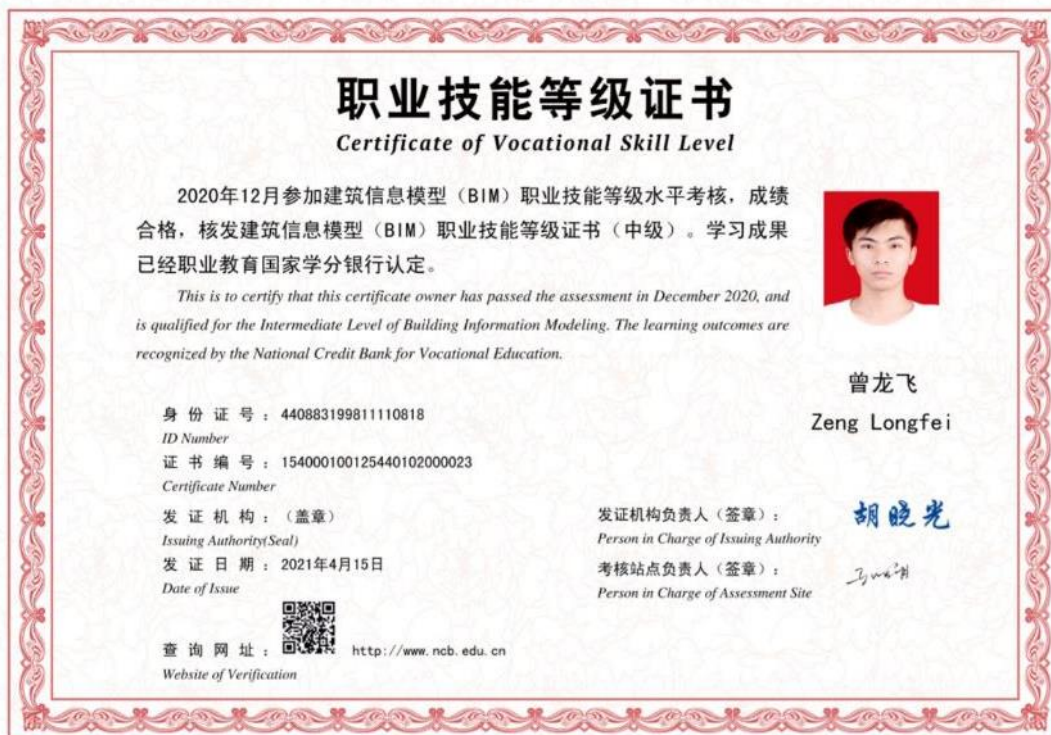 职业技能等级证书
Certificate of Vocational Skill Level
2020年12月参加建筑信息模型（BIM）职业技能等级水平考核，成绩
合格，核发建筑信息模型（BIM）职业技能等级证书（中级）。学习成果
已经职业教育国家学分银行认定。
This is to certify that this certificate owner has passed the assessment in December 2020, and
is qualified for the Intermediate Level of Building Information Modeling. The learning outcomes are
recognized by the National Credit Bank for Vocational Education.
曾龙飞
Zeng Longfei
身份证号：440883199811110818
ID Number
证书编号：154000100125440102000023
Certificate Number
发证机构：（盖章）
Issuing Authority(Seal)
发证日期：2021年4月15日
Date of Issue
发证机构负责人（签章）：胡晓光
Person in Charge of Issuing Authority
考核站点负责人（签章）：
Person in Charge of Assessment Site
查询网址：http://www.ncb.edu.cn
Website of Verification